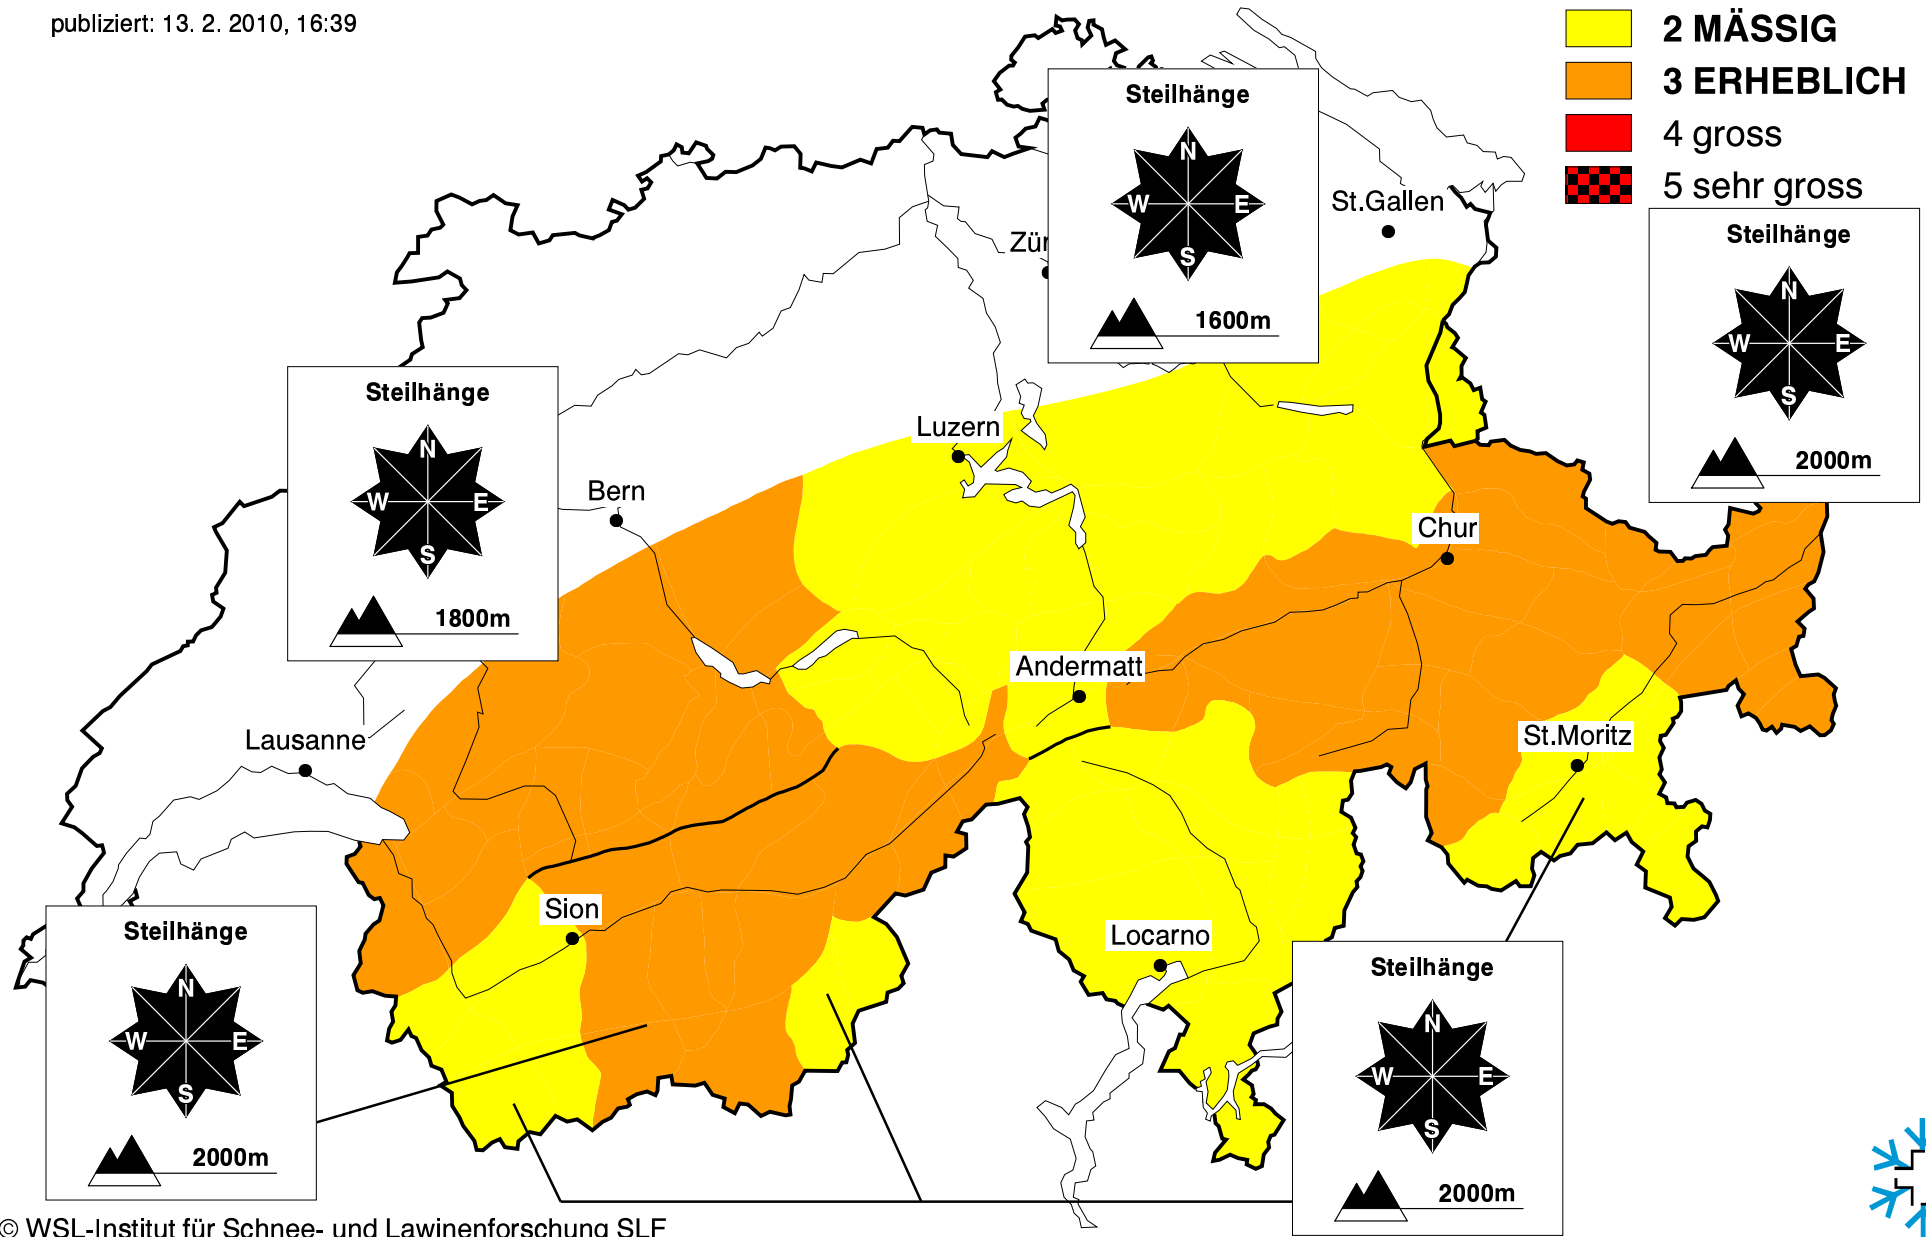 publiziert: 13. 2. 2010, 16:39
2 MÄSSIG
3 ERHEBLICH
4 gross
5 sehr gross
Steilhänge
N
W E
S
1600m
St.Gallen
Steilhänge
N
W E
S
2000m
Zür
Steilhänge
N
W E
S
1800m
Luzern
Bern
Chur
Andermatt
Lausanne
St.Moritz
Sion
Locarno
Steilhänge
N
W E
S
2000m
Steilhänge
N
W E
S
2000m
© WSL-Institut für Schnee- und Lawinenforschung SLF